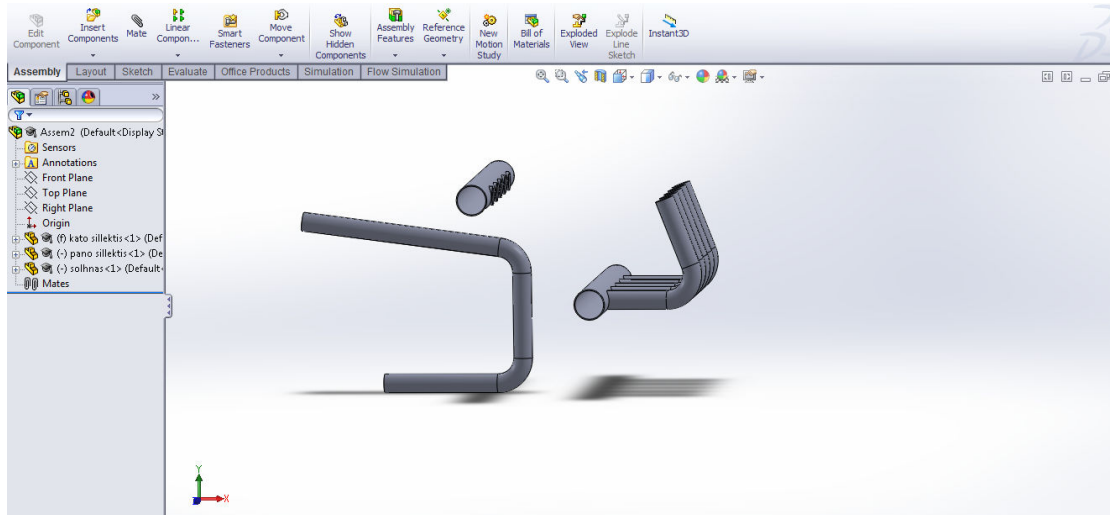 Edit Component
Insert Components
Mate
Linear Compon...
Smart Fasteners
Move Component
Show Hidden Components
Assembly Features
Reference Geometry
New Motion Study
Bill of Materials
Exploded View
Explode Line Sketch
Instant3D
Assembly Layout Sketch Evaluate Office Products Simulation Flow Simulation
»
Assem2 (Default<Display S
Sensors
A Annotations
Front Plane
Top Plane
Right Plane
Origin
(f) kato sillektis<1> (Def
(-) pano sillektis<1> (De
(-) solhnas<1> (Default<
Mates
Y
X